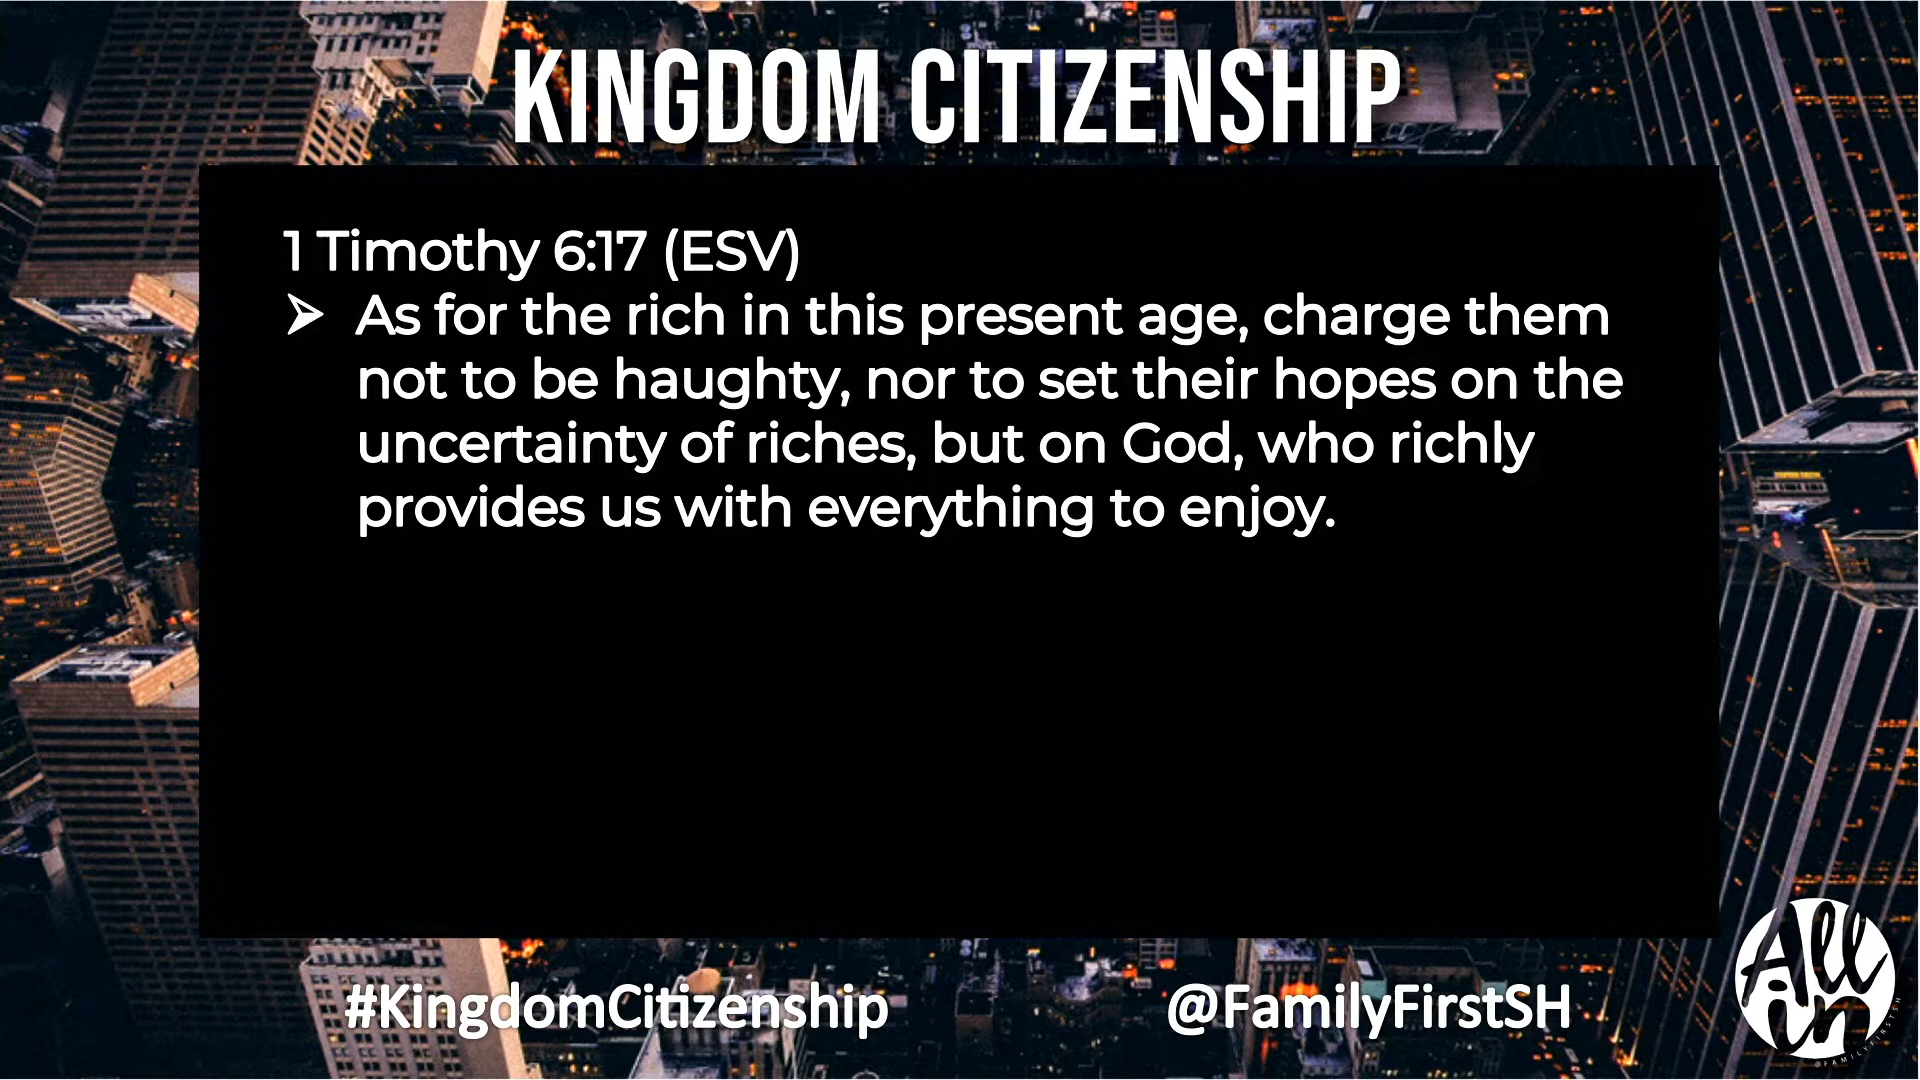 KINGDOM CITIZENSHIP
1 Timothy 6:17 (ESV)
➢ As for the rich in this present age, charge them
not to be haughty, nor to set their hopes on the
uncertainty of riches, but on God, who richly
provides us with everything to enjoy.
#KingdomCitizenship @FamilyFirstSH
All
In
@FAMILYFIRSTSH